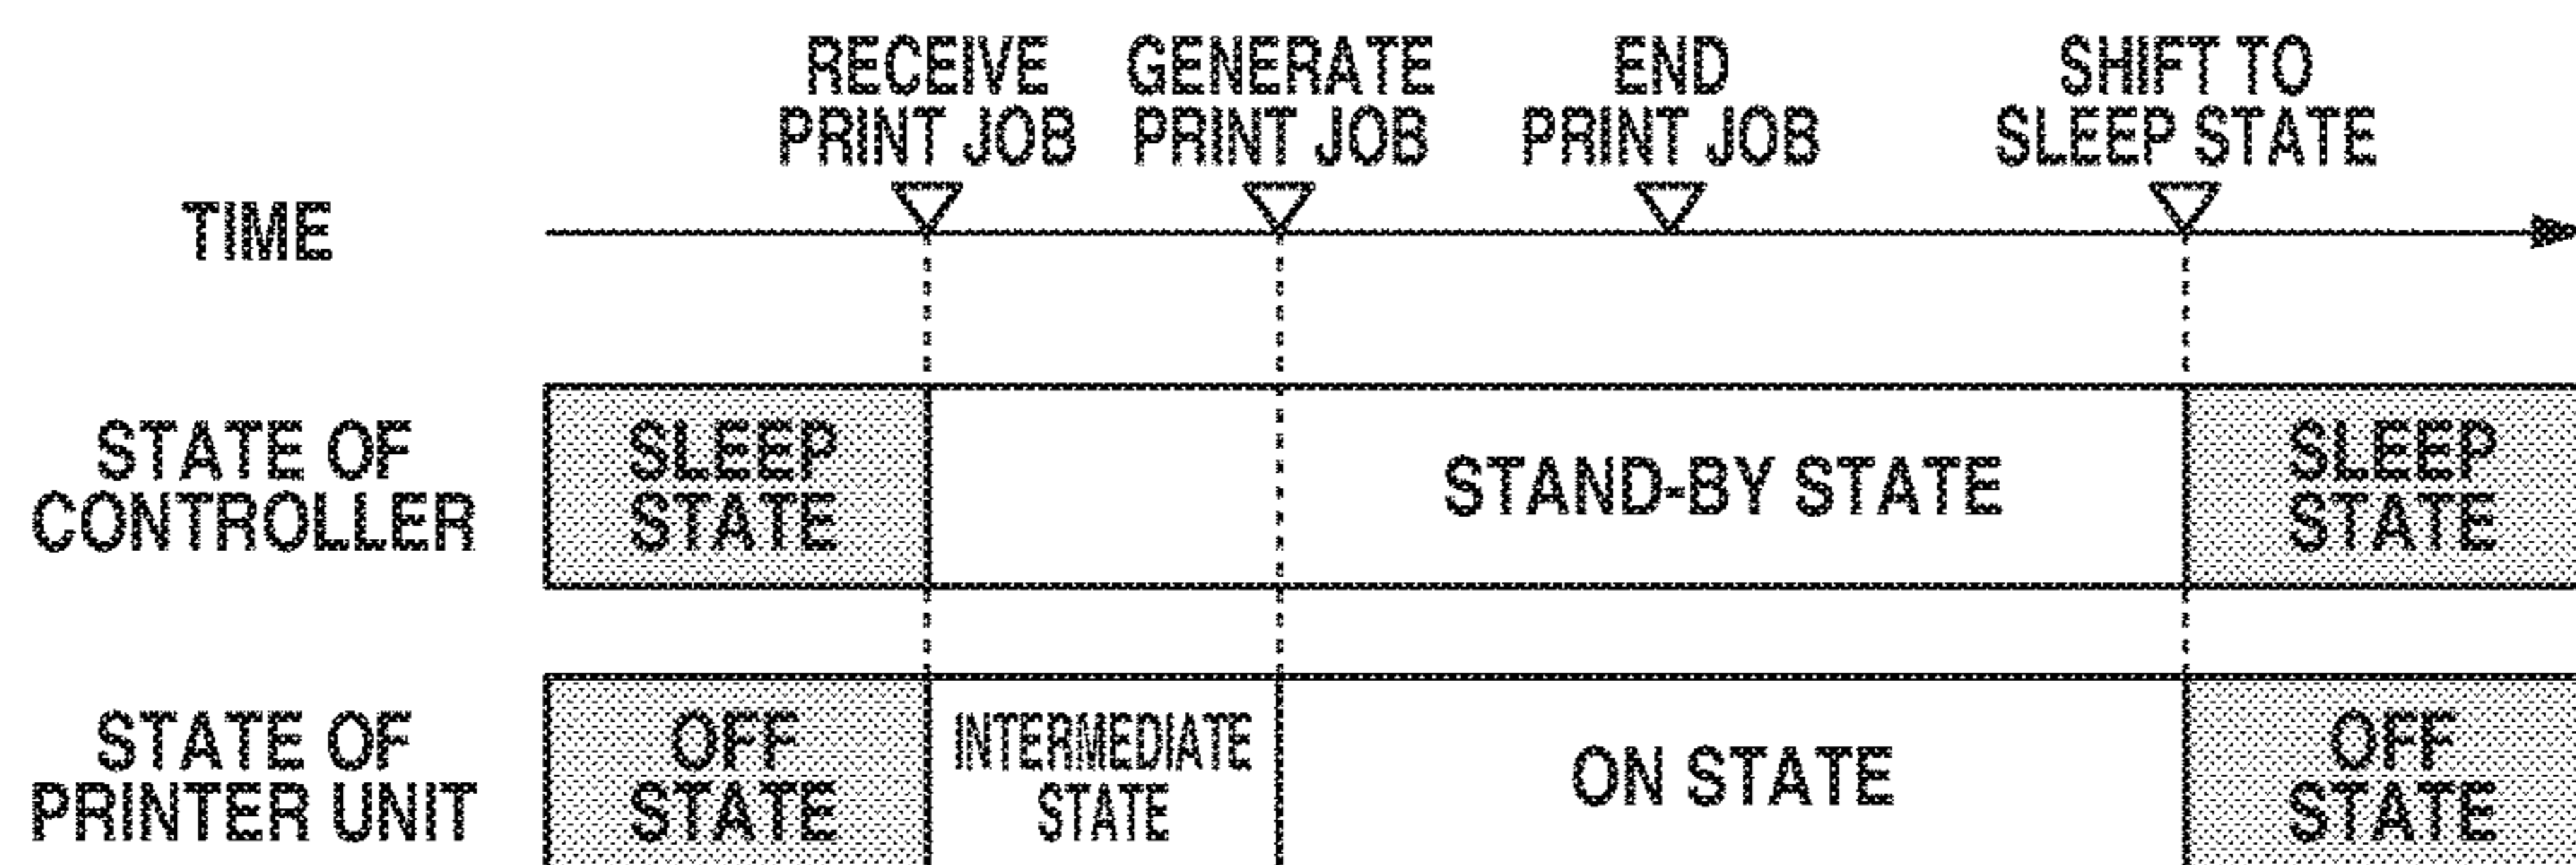 RECEIVE
PRINT JOB
GENERATE
PRINT JOB
END
PRINT JOB
SHIFT TO
SLEEP STATE
TIME
STATE OF
CONTROLLER
SLEEP
STATE
STAND-BY STATE
SLEEP
STATE
STATE OF
PRINTER UNIT
OFF
STATE
INTERMEDIATE
STATE
ON STATE
OFF
STATE